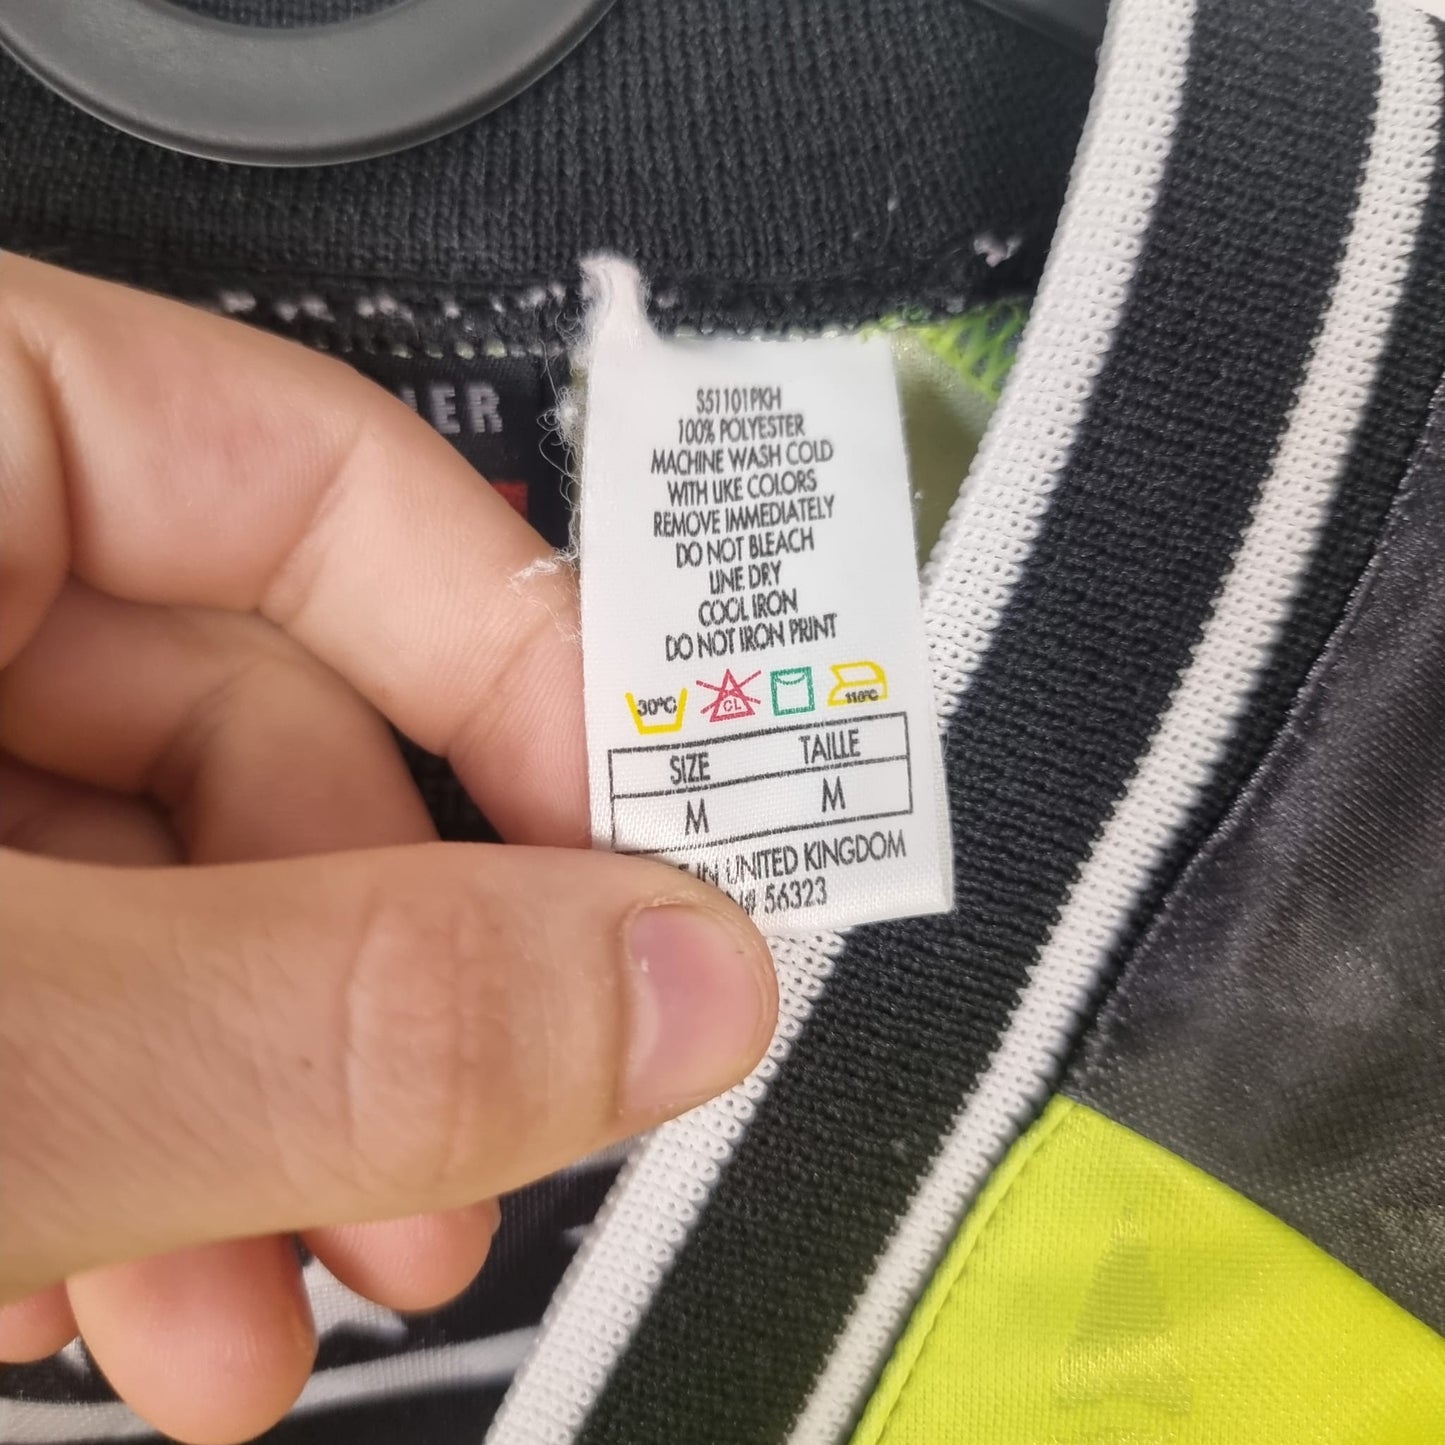 S51101PKH
100% POLYESTER
MACHINE WASH COLD
WITH LIKE COLORS
REMOVE IMMEDIATELY
DO NOT BLEACH
LINE DRY
COOL IRON
DO NOT IRON PRINT
30°C CL 110°C
SIZE TAILLE
M M
IN UNITED KINGDOM
56323